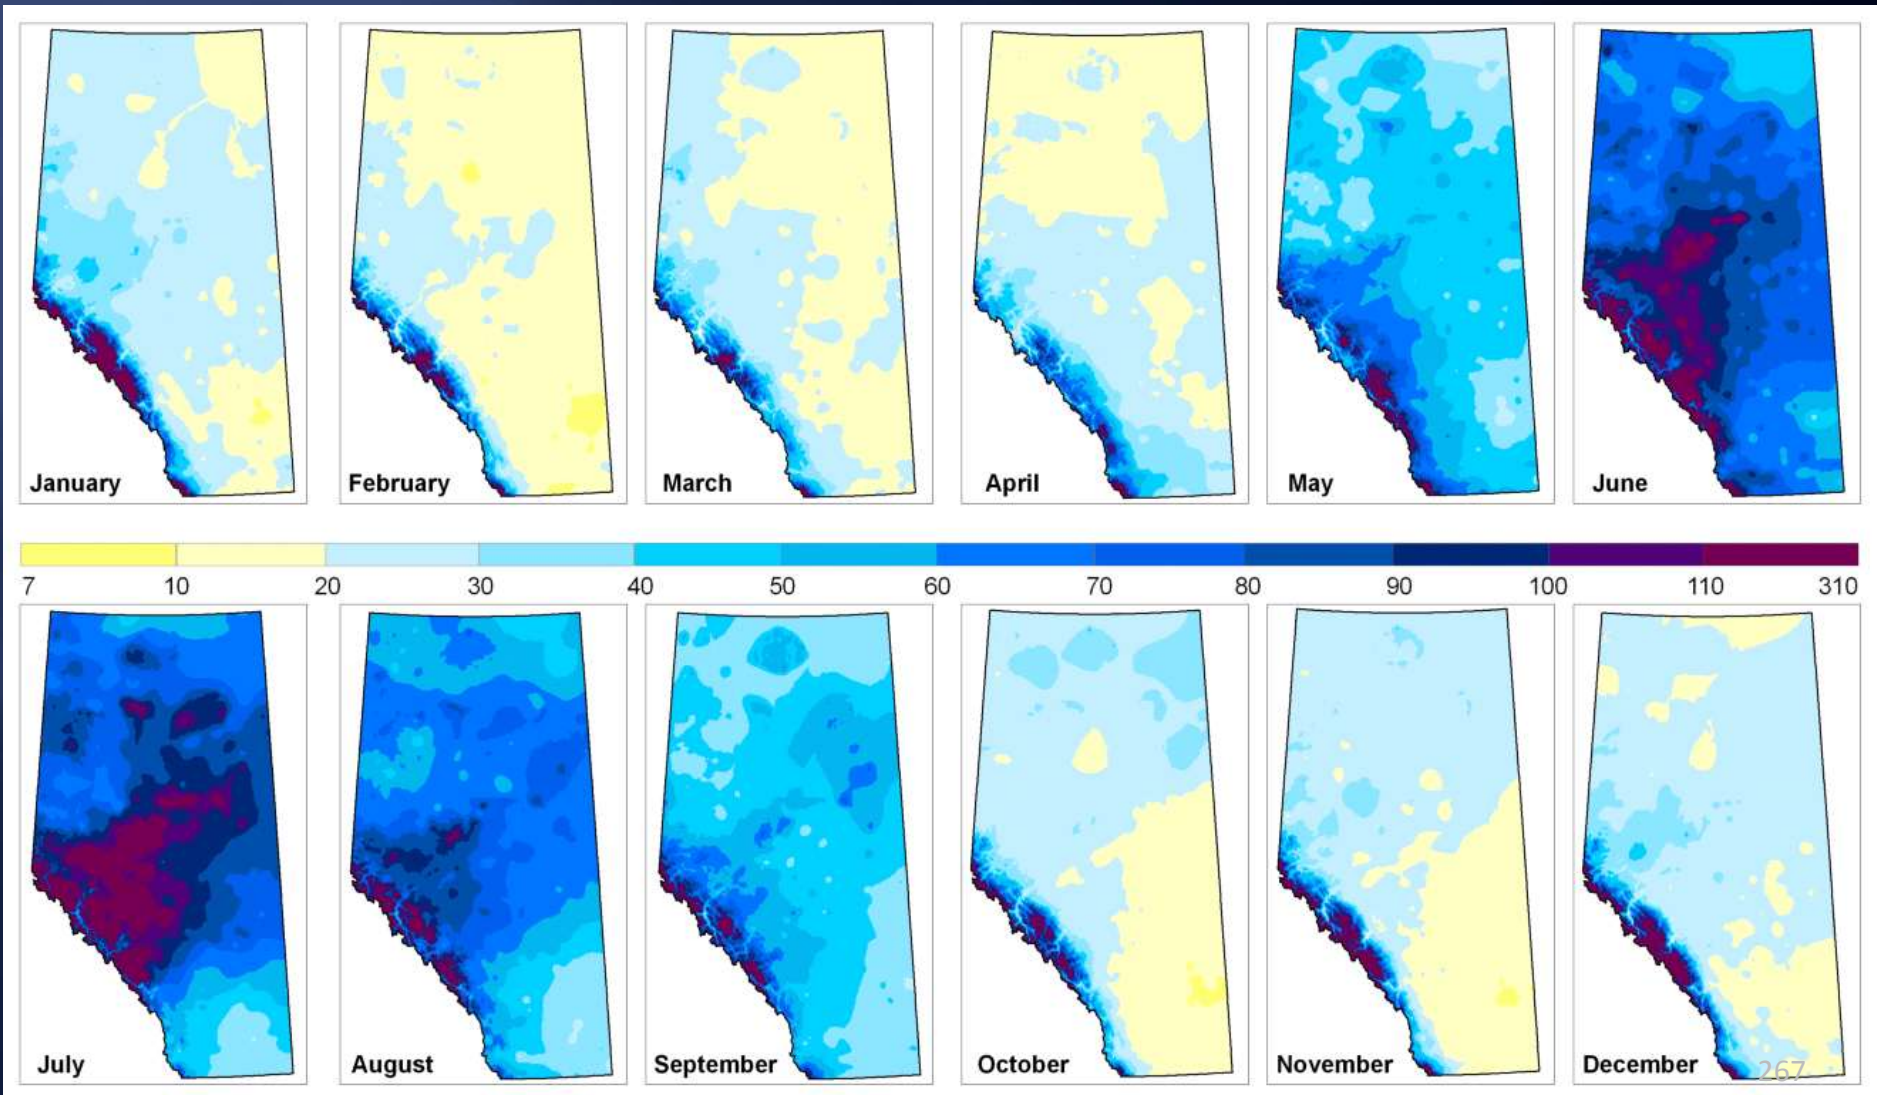 January February March April May June
7 10 20 30 40 50 60 70 80 90 100 110 310
July August September October November December
267